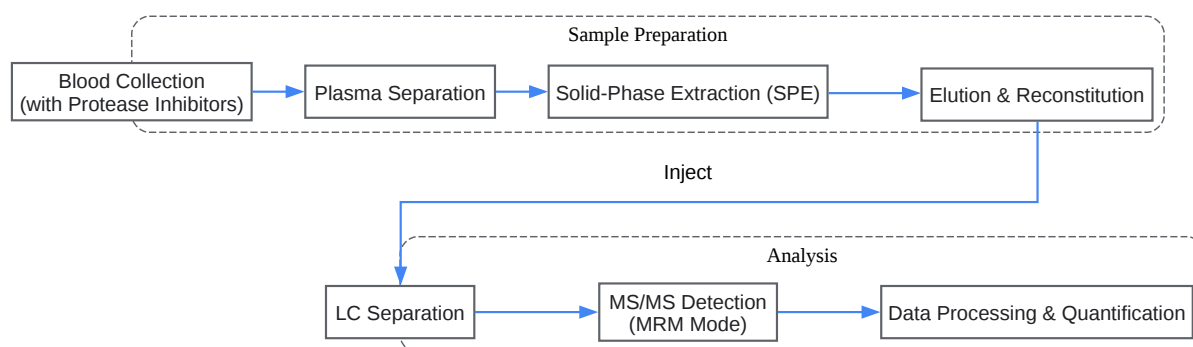 Sample Preparation
Blood Collection
(with Protease Inhibitors)
Plasma Separation
Solid-Phase Extraction (SPE)
Elution & Reconstitution
Inject
Analysis
LC Separation
MS/MS Detection
(MRM Mode)
Data Processing & Quantification